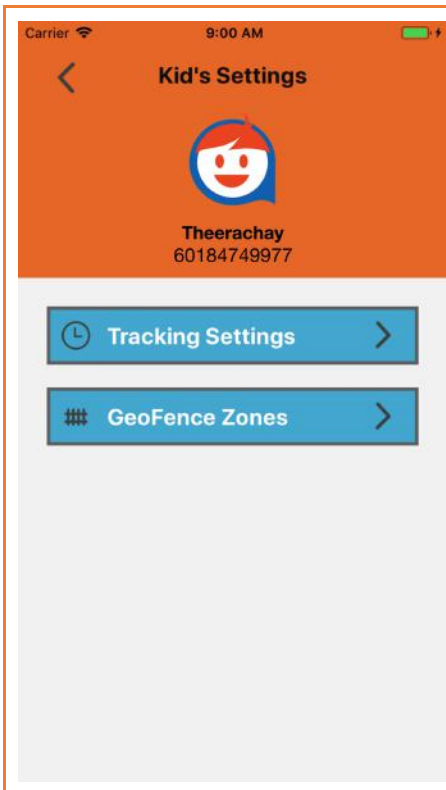 Carrier 9:00 AM
Kid's Settings
Theerachay
60184749977
Tracking Settings
GeoFence Zones